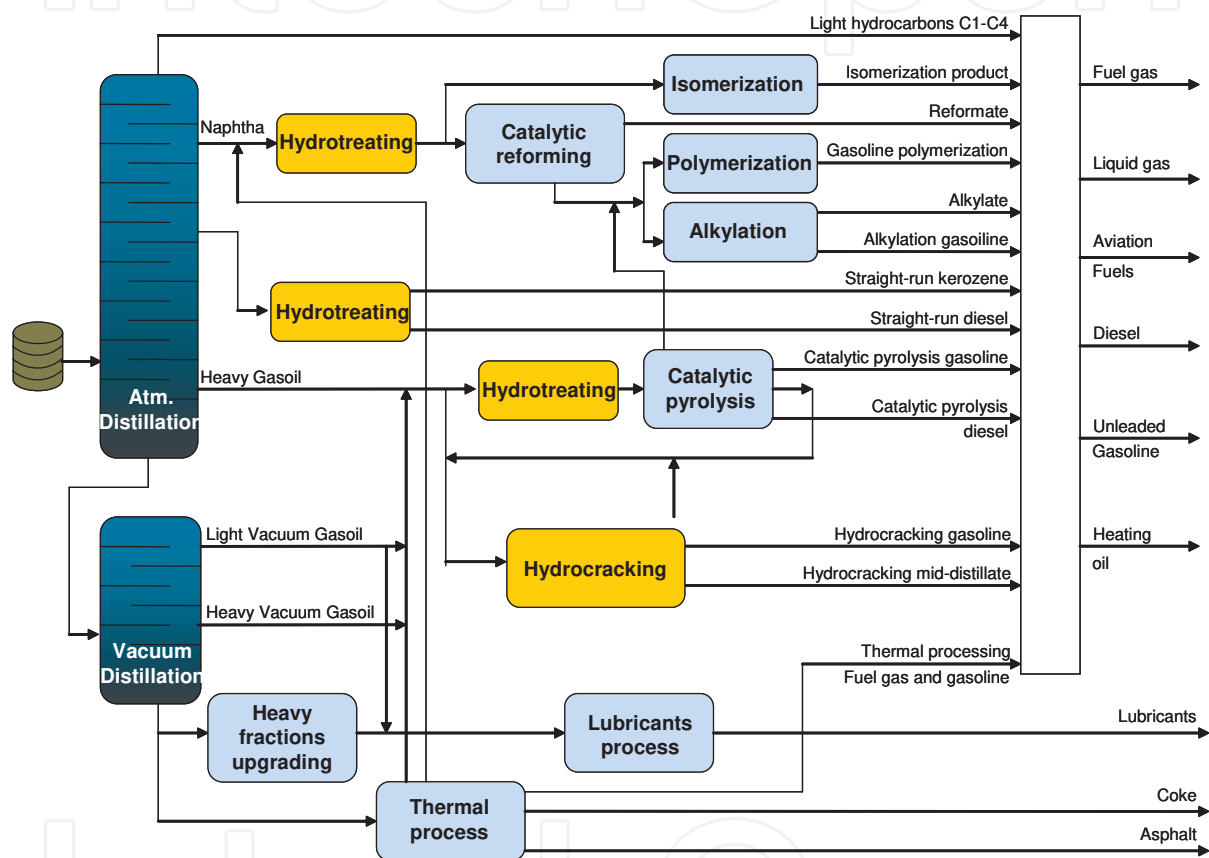 Light hydrocarbons C1-C4
Isomerization
Isomerization product
Fuel gas
Naphtha
Hydrotreating
Catalytic
reforming
Reformate
Polymerization
Gasoline polymerization
Liquid gas
Alkylation
Alkylate
Alkylation gasoiline
Aviation
Fuels
Hydrotreating
Straight-run kerozene
Straight-run diesel
Diesel
Heavy Gasoil
Hydrotreating
Catalytic
pyrolysis
Catalytic pyrolysis gasoline
Catalytic pyrolysis
diesel
Unleaded
Gasoline
Atm.
Distillation
Light Vacuum Gasoil
Hydrocracking
Hydrocracking gasoline
Hydrocracking mid-distillate
Heating
oil
Heavy Vacuum Gasoil
Vacuum
Distillation
Thermal processing
Fuel gas and gasoline
Heavy
fractions
upgrading
Lubricants
process
Lubricants
Thermal
process
Coke
Asphalt